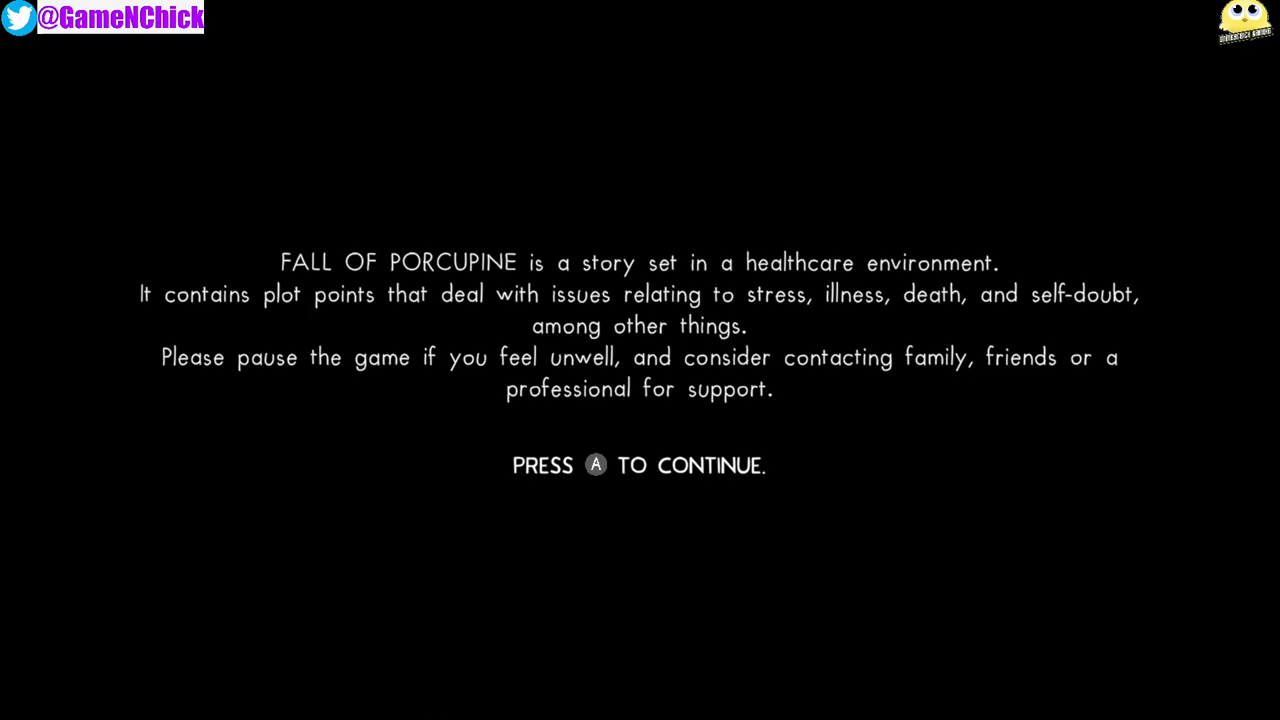 @GameNChick
FALL OF PORCUPINE is a story set in a healthcare environment.
It contains plot points that deal with issues relating to stress, illness, death, and self-doubt,
among other things.
Please pause the game if you feel unwell, and consider contacting family, friends or a
professional for support.
PRESS A TO CONTINUE.